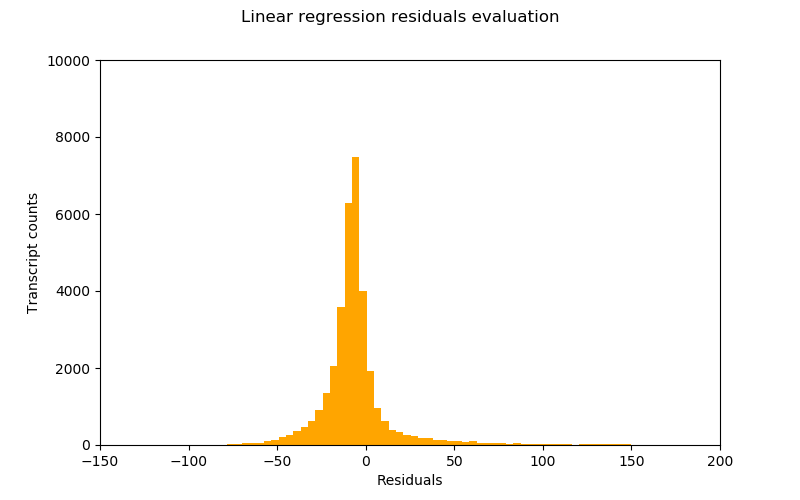 Linear regression residuals evaluation
10000
8000
6000
4000
2000
0
Transcript counts
−150 −100 −50 0 50 100 150 200
Residuals